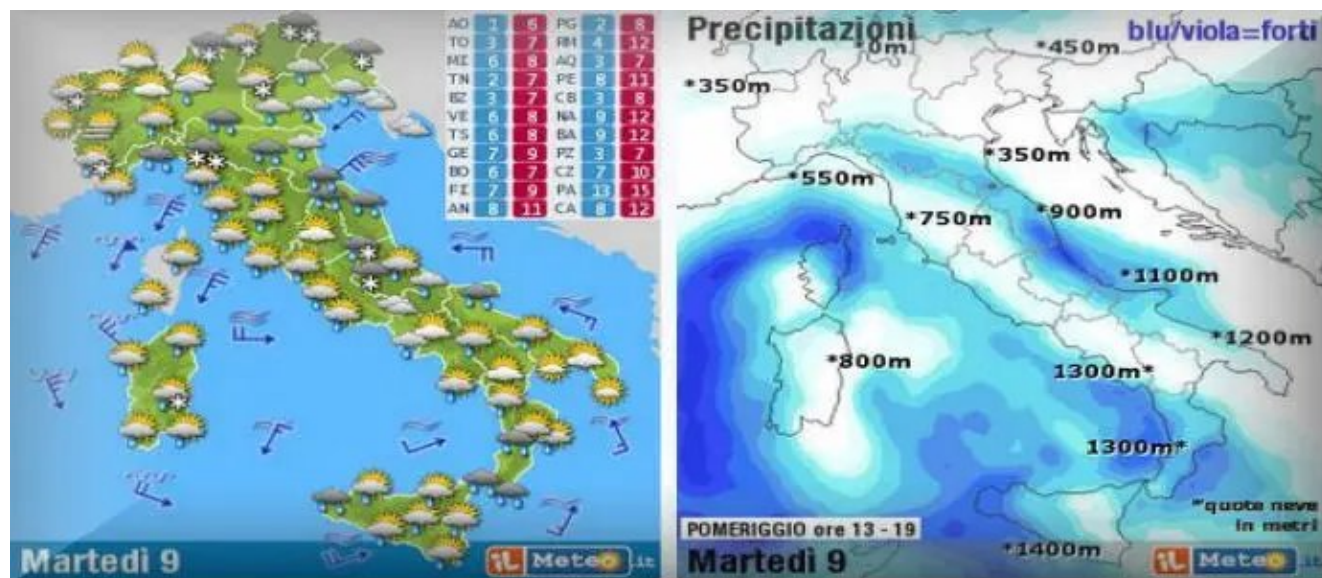 AO 1 6 PG 2 8
TO 3 7 RM 4 12
MI 6 8 AQ 3 7
TN 2 7 PE 8 11
BZ 3 7 CB 3 8
VE 6 8 NA 9 12
TS 6 8 BA 9 12
GE 7 9 PZ 3 7
BO 6 7 CZ 7 10
FI 7 9 PA 13 15
AN 8 11 CA 8 12
Martedì 9
iL Meteo.it
Precipitazioni
blu/viola=forti
*0m
*450m
*350m
*350m
*550m
*750m
*900m
*1100m
*1200m
*800m
1300m*
1300m*
*quote neve
in metri
POMERIGGIO ore 13 - 19
*1400m
Martedì 9
iL Meteo.it